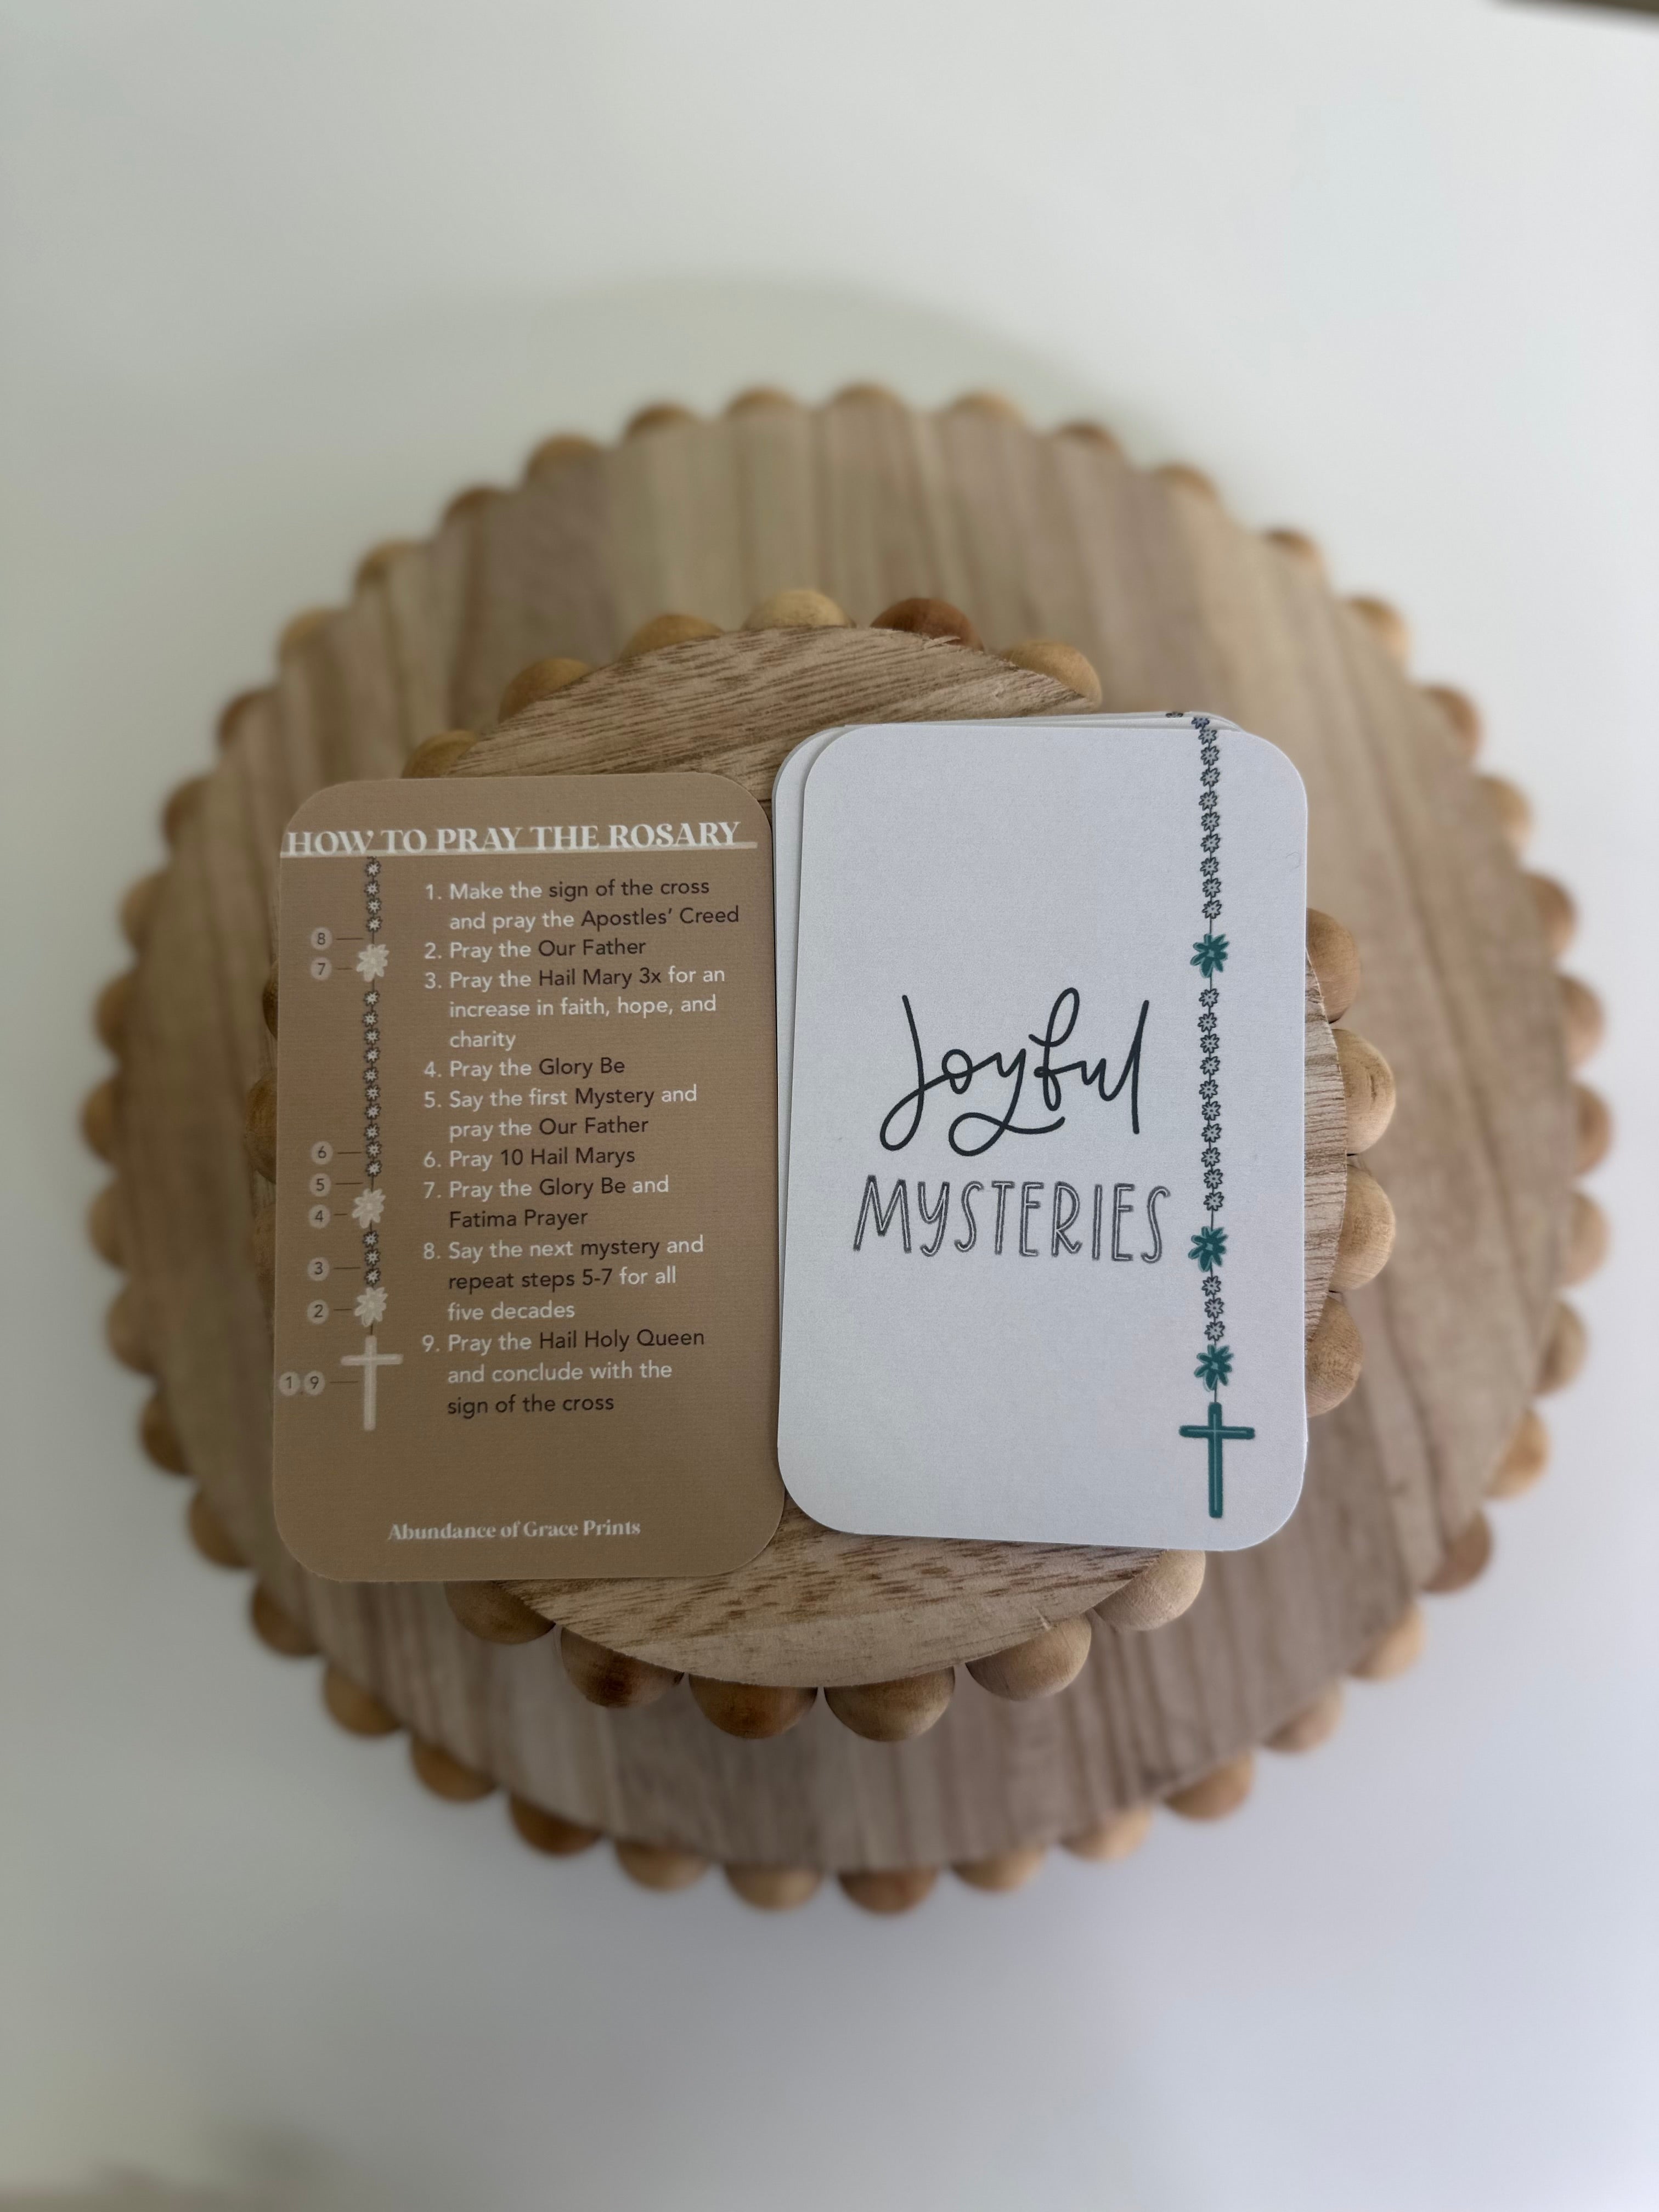 HOW TO PRAY THE ROSARY
1. Make the sign of the cross
and pray the Apostles' Creed
2. Pray the Our Father
3. Pray the Hail Mary 3x for an
increase in faith, hope, and
charity
4. Pray the Glory Be
5. Say the first Mystery and
pray the Our Father
6. Pray 10 Hail Marys
7. Pray the Glory Be and
Fatima Prayer
8. Say the next mystery and
repeat steps 5-7 for all
five decades
9. Pray the Hail Holy Queen
and conclude with the
sign of the cross
8
7
6
5
4
3
2
1 9
Abundance of Grace Prints
Joyful
MYSTERIES